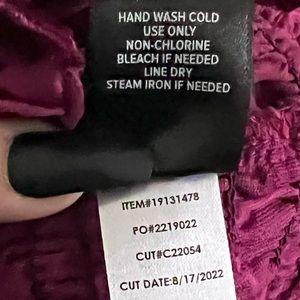 HAND WASH COLD
USE ONLY
NON-CHLORINE
BLEACH IF NEEDED
LINE DRY
STEAM IRON IF NEEDED
ITEM#19131478
PO#2219022
CUT#C22054
CUT DATE:8/17/2022